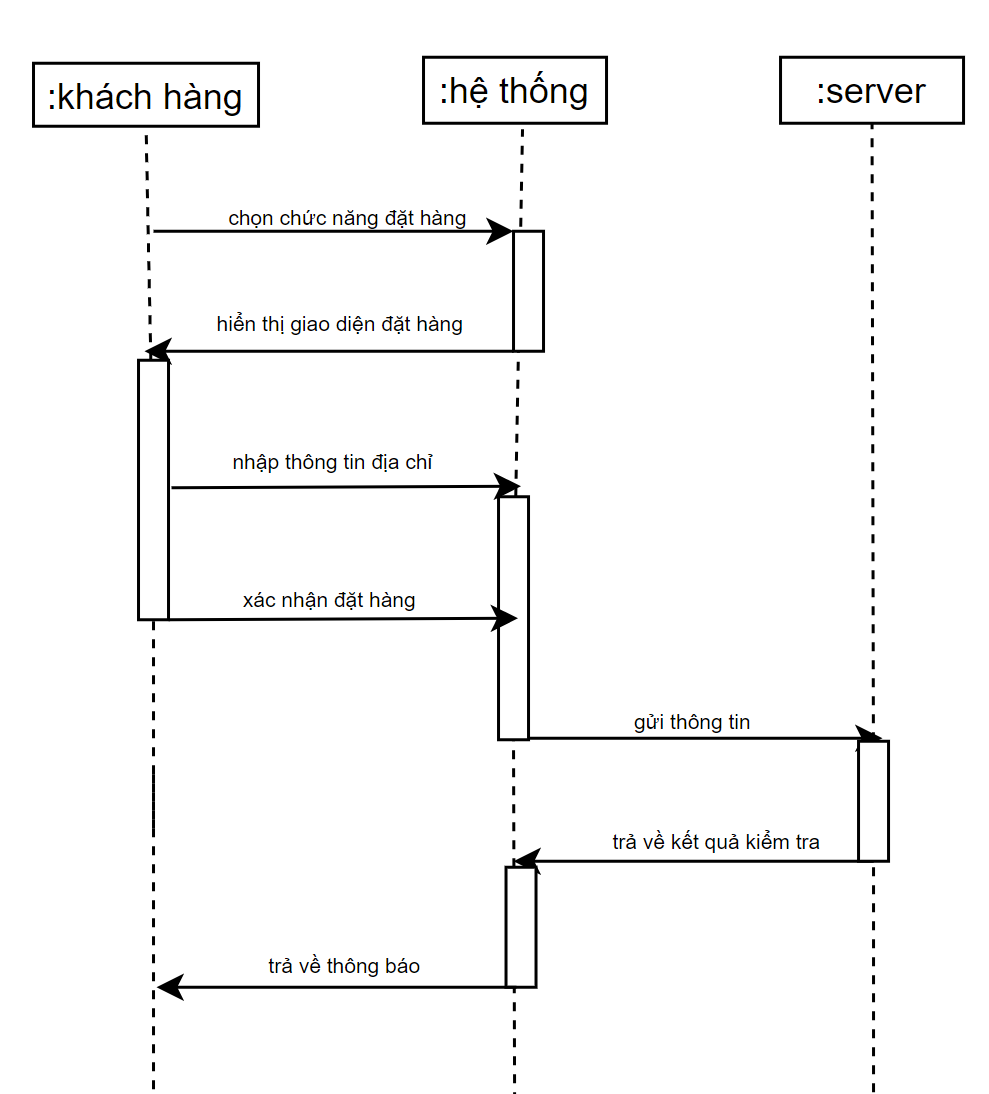 :khách hàng
:hệ thống
:server
chọn chức năng đặt hàng
hiển thị giao diện đặt hàng
nhập thông tin địa chỉ
xác nhận đặt hàng
gửi thông tin
trả về kết quả kiểm tra
trả về thông báo